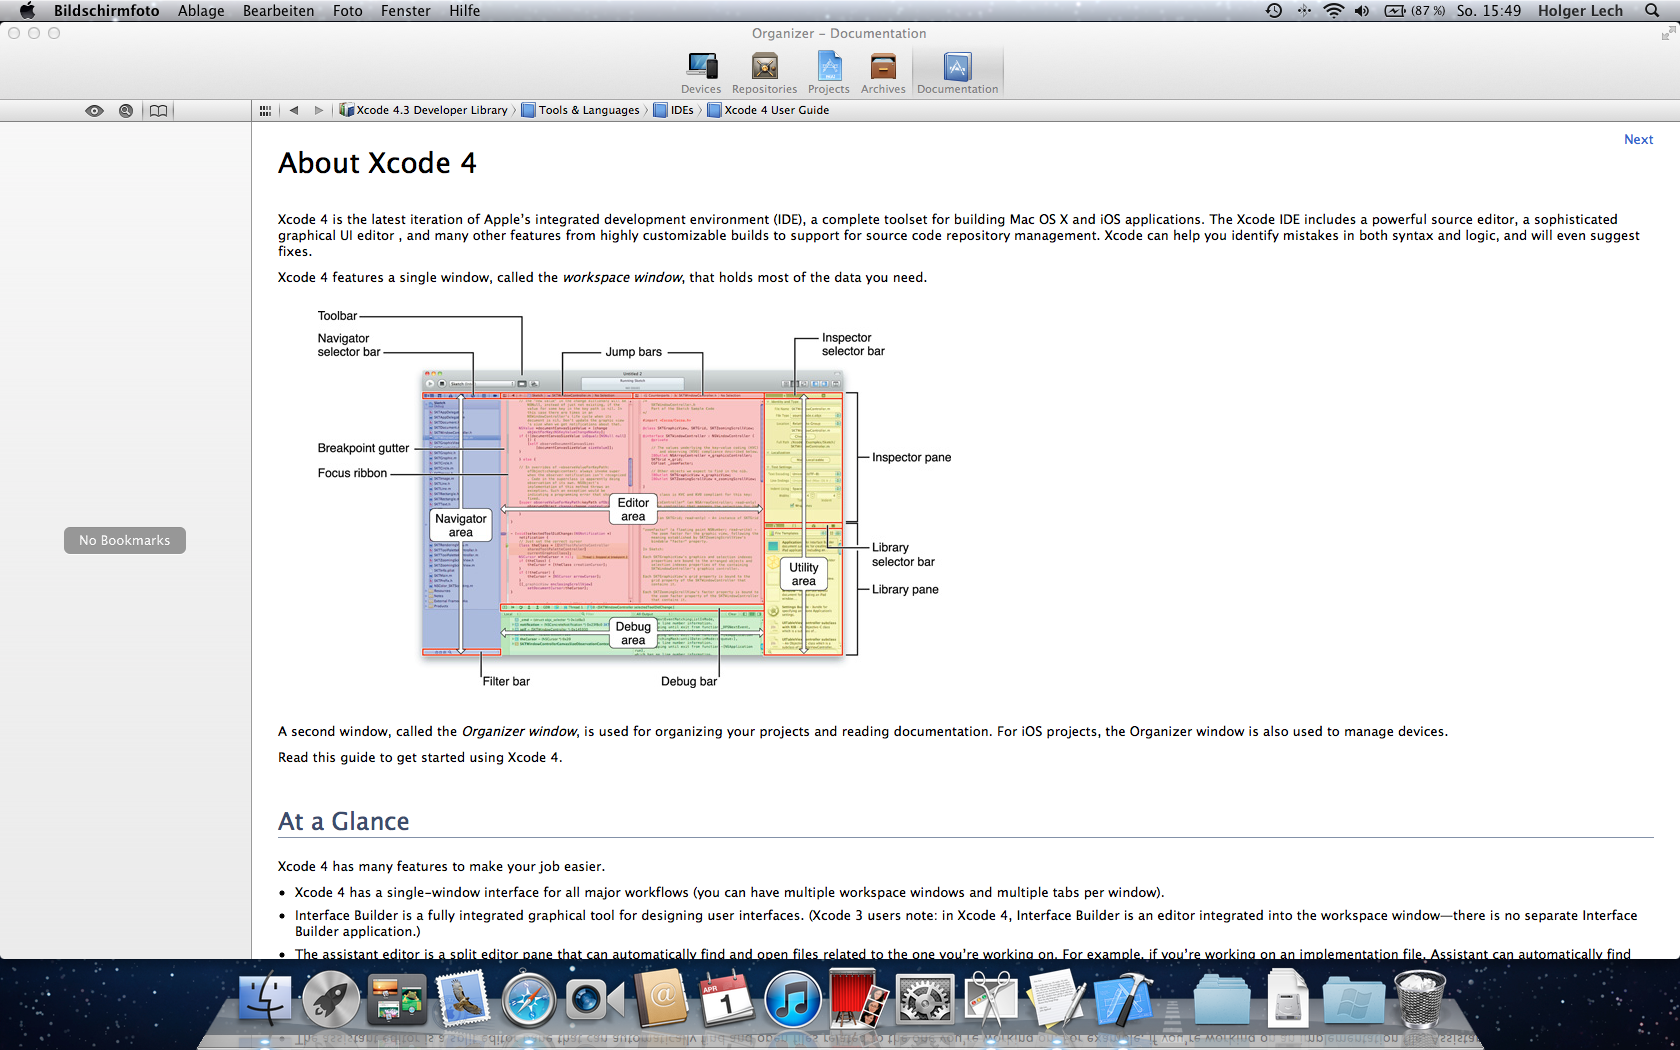 Bildschirmfoto Ablage Bearbeiten Foto Fenster Hilfe (87 %) So. 15:49 Holger Lech
Organizer – Documentation
Devices Repositories Projects Archives Documentation
Xcode 4.3 Developer Library Tools & Languages IDEs Xcode 4 User Guide
Next
About Xcode 4
Xcode 4 is the latest iteration of Apple's integrated development environment (IDE), a complete toolset for building Mac OS X and iOS applications. The Xcode IDE includes a powerful source editor, a sophisticated
graphical UI editor , and many other features from highly customizable builds to support for source code repository management. Xcode can help you identify mistakes in both syntax and logic, and will even suggest
fixes.
Xcode 4 features a single window, called the workspace window, that holds most of the data you need.
Toolbar
Navigator
selector bar
Jump bars
Inspector
selector bar
Breakpoint gutter
Focus ribbon
Inspector pane
Editor
area
Navigator
area
No Bookmarks
Library
selector bar
Utility
area
Library pane
Debug
area
Filter bar
Debug bar
A second window, called the Organizer window, is used for organizing your projects and reading documentation. For iOS projects, the Organizer window is also used to manage devices.
Read this guide to get started using Xcode 4.
At a Glance
Xcode 4 has many features to make your job easier.
• Xcode 4 has a single-window interface for all major workflows (you can have multiple workspace windows and multiple tabs per window).
• Interface Builder is a fully integrated graphical tool for designing user interfaces. (Xcode 3 users note: in Xcode 4, Interface Builder is an editor integrated into the workspace window—there is no separate Interface
Builder application.)
• The assistant editor is a split editor pane that can automatically find and open files related to the one you're working on. For example, if you're working on an implementation file, Assistant can automatically find
APR
1